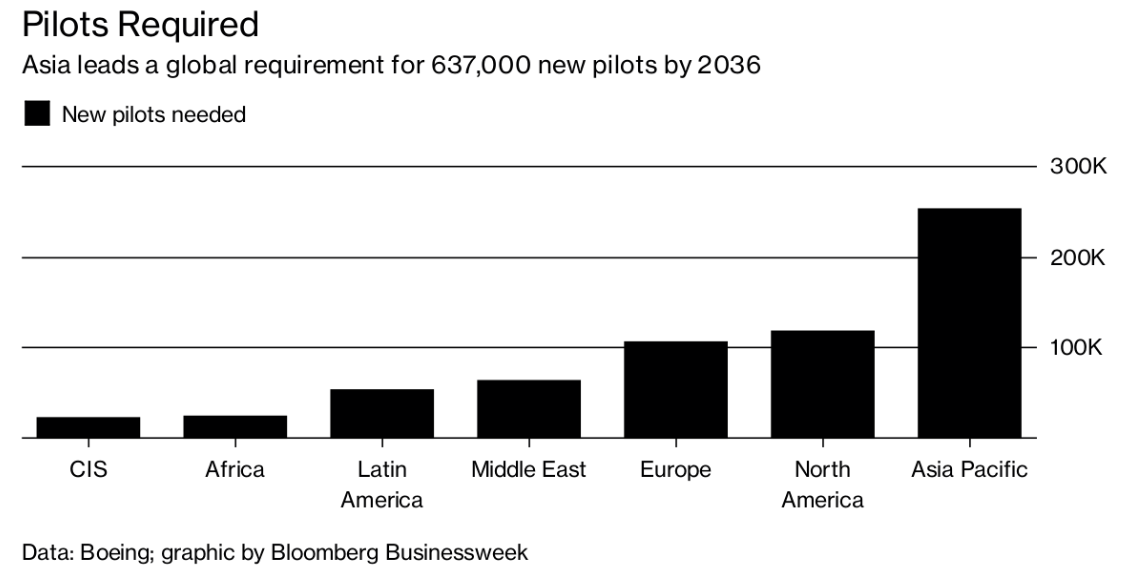 Pilots Required
Asia leads a global requirement for 637,000 new pilots by 2036
New pilots needed
300K
200K
100K
CIS
Africa
Latin
America
Middle East
Europe
North
America
Asia Pacific
Data: Boeing; graphic by Bloomberg Businessweek